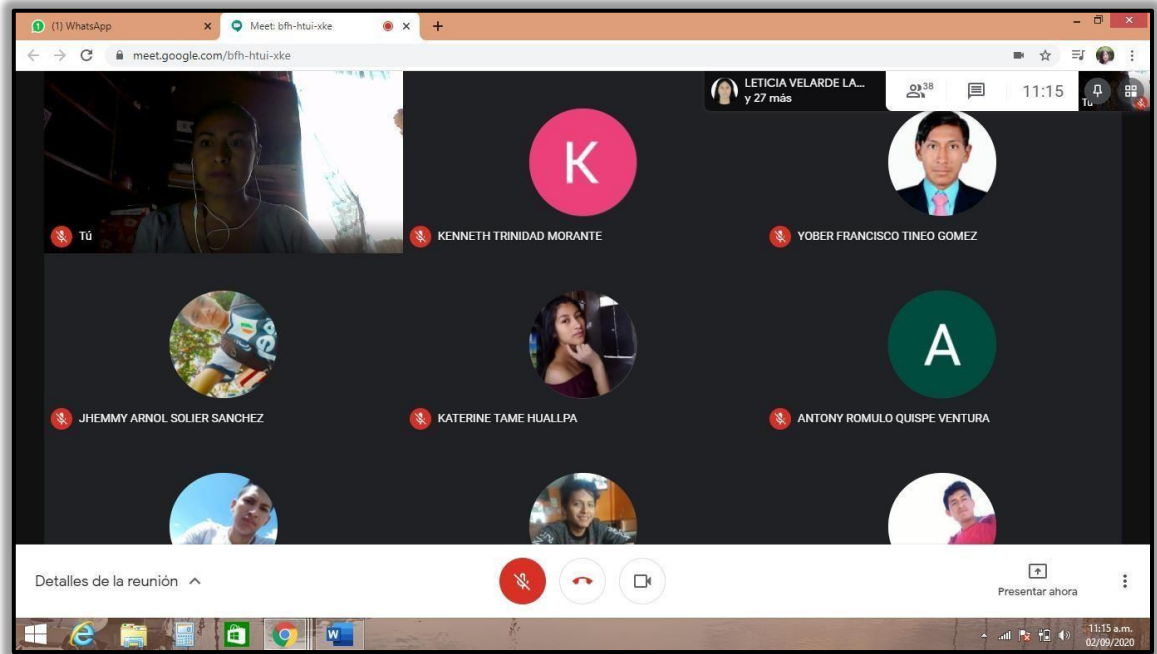 (1) WhatsApp
Meet: bfh-htui-xke
meet.google.com/bfh-htui-xke
LETICIA VELARDE LA...
y 27 más
38
11:15
Tú
Tú
K
KENNETH TRINIDAD MORANTE
YOBER FRANCISCO TINEO GOMEZ
JHEMMY ARNOL SOLIER SANCHEZ
KATERINE TAME HUALLPA
A
ANTONY ROMULO QUISPE VENTURA
Detalles de la reunión
Presentar ahora
11:15 a.m.
02/09/2020